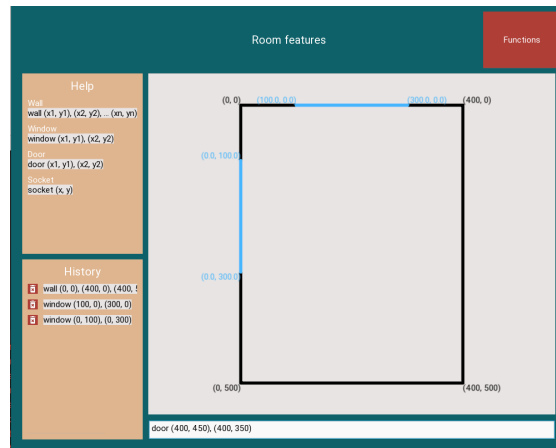 Room features
Functions
Help
Wall
wall (x1, y1), (x2, y2), ... (xn, yn)
Window
window (x1, y1), (x2, y2)
Door
door (x1, y1), (x2, y2)
Socket
socket (x, y)
History
wall (0, 0), (400, 0), (400,
window (100, 0), (300, 0)
window (0, 100), (0, 300)
(0, 0)
(100.0, 0.0)
(300.0, 0.0)
(400, 0)
(0.0, 100.0)
(0.0, 300.0)
(0, 500)
(400, 500)
door (400, 450), (400, 350)